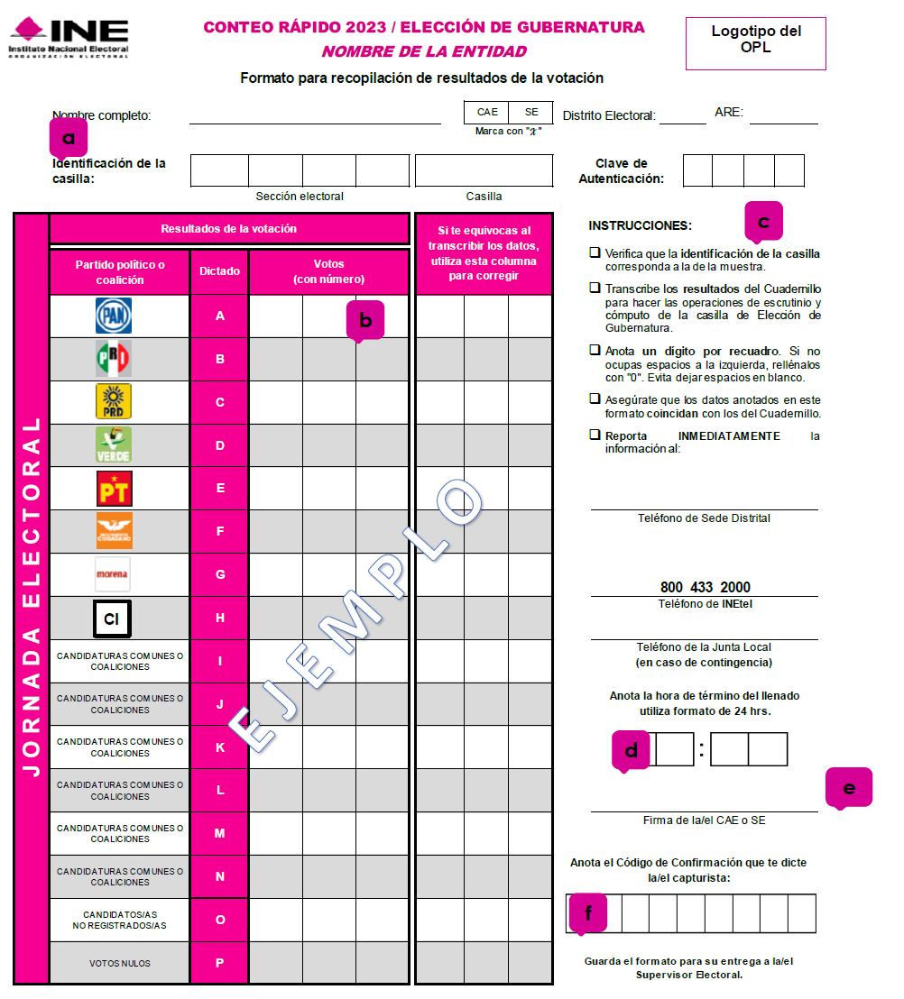 INE
Instituto Nacional Electoral
ORGANIZACIÓN ELECTORAL
CONTEO RÁPIDO 2023 / ELECCIÓN DE GUBERNATURA
NOMBRE DE LA ENTIDAD
Formato para recopilación de resultados de la votación
Logotipo del
OPL
Nombre completo:
CAE
SE
Marca con "X"
Distrito Electoral:
ARE:
a
Identificación de la
casilla:
Sección electoral
Casilla
Clave de
Autenticación:
JORNADA ELECTORAL
Resultados de la votación
Si te equivocas al
transcribir los datos,
utiliza esta columna
para corregir
Partido político o
coalición
Dictado
Votos
(con número)
PAN
A
b
PRI
B
PRD
C
VERDE
D
PT
E
MOVIMIENTO
CIUDADANO
F
morena
G
CI
H
CANDIDATURAS COMUNES O
COALICIONES
I
CANDIDATURAS COMUNES O
COALICIONES
J
CANDIDATURAS COMUNES O
COALICIONES
K
CANDIDATURAS COMUNES O
COALICIONES
L
CANDIDATURAS COMUNES O
COALICIONES
M
CANDIDATURAS COMUNES O
COALICIONES
N
CANDIDATOS/AS
NO REGISTRADOS/AS
O
VOTOS NULOS
P
EJEMPLO
INSTRUCCIONES:
c
Verifica que la identificación de la casilla
corresponda a la de la muestra.
Transcribe los resultados del Cuadernillo
para hacer las operaciones de escrutinio y
cómputo de la casilla de Elección de
Gubernatura.
Anota un dígito por recuadro. Si no
ocupas espacios a la izquierda, rellénalos
con "0". Evita dejar espacios en blanco.
Asegúrate que los datos anotados en este
formato coincidan con los del Cuadernillo.
Reporta INMEDIATAMENTE la
información al:
Teléfono de Sede Distrital
800 433 2000
Teléfono de INEtel
Teléfono de la Junta Local
(en caso de contingencia)
Anota la hora de término del llenado
utiliza formato de 24 hrs.
d
:
e
Firma de la/el CAE o SE
Anota el Código de Confirmación que te dicte
la/el capturista:
f
Guarda el formato para su entrega a la/el
Supervisor Electoral.